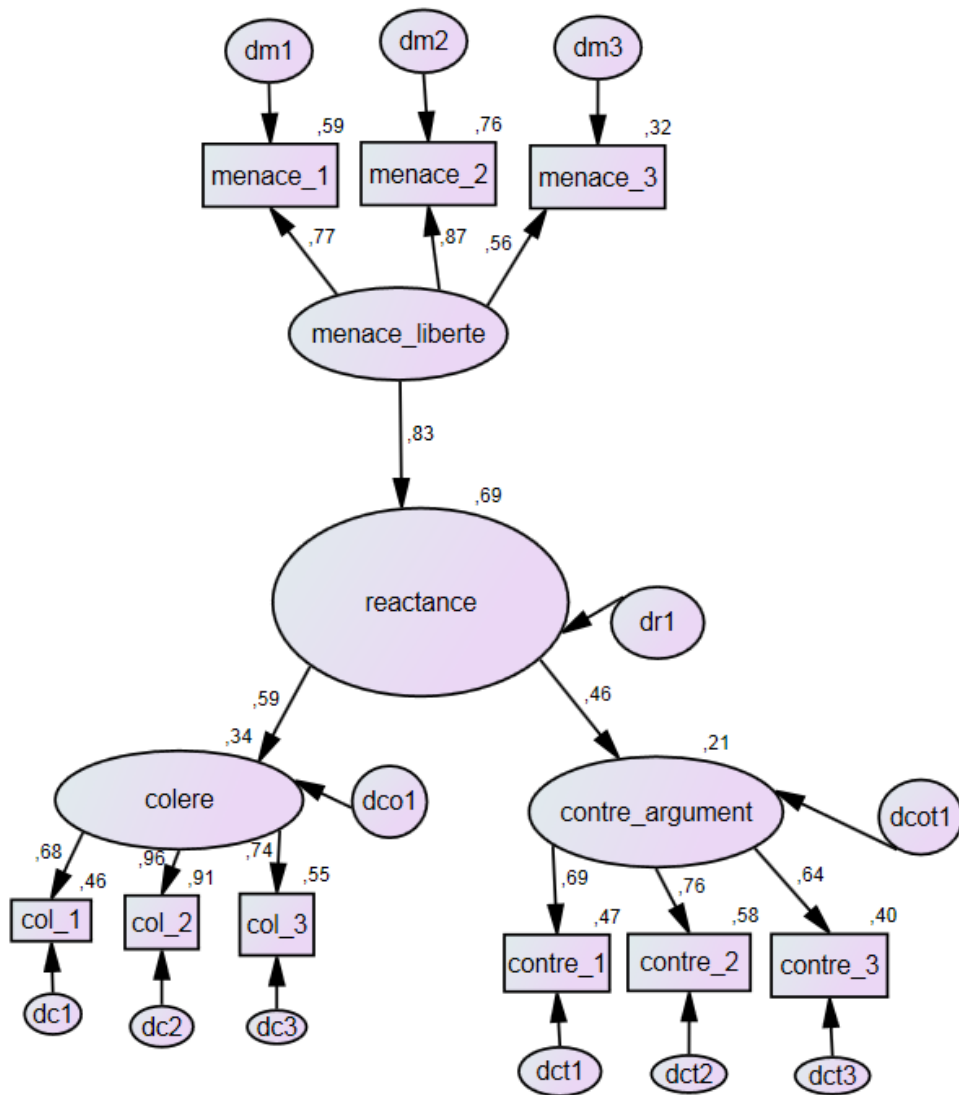 dm1
dm2
dm3
,59
,76
,32
menace_1
menace_2
menace_3
,77
,87
,56
menace_liberte
,83
,69
reactance
dr1
,59
,46
,34
,21
colere
dco1
contre_argument
dcot1
,68
,96
,74
,69
,76
,64
,46
,91
,55
,47
,58
,40
col_1
col_2
col_3
contre_1
contre_2
contre_3
dc1
dc2
dc3
dct1
dct2
dct3